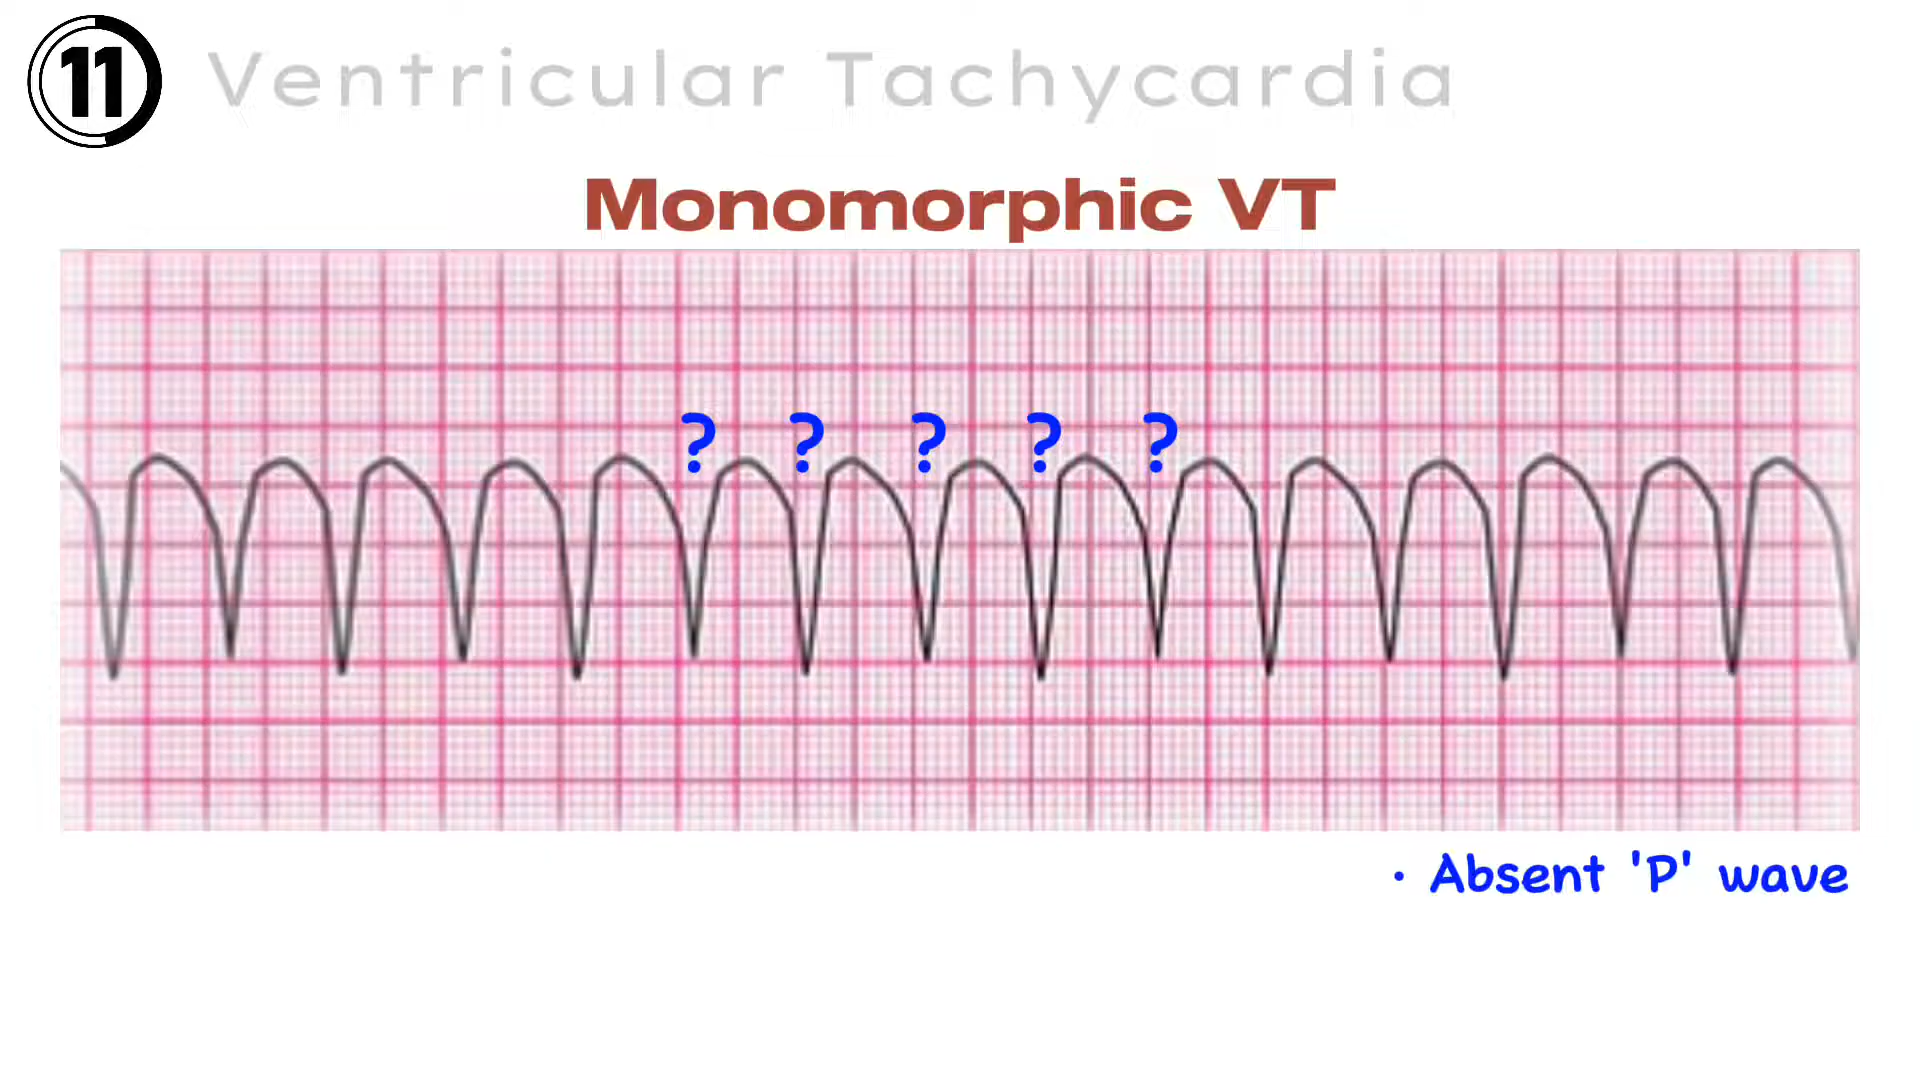 11 Ventricular Tachycardia
Monomorphic VT
? ? ? ? ?
• Absent 'P' wave